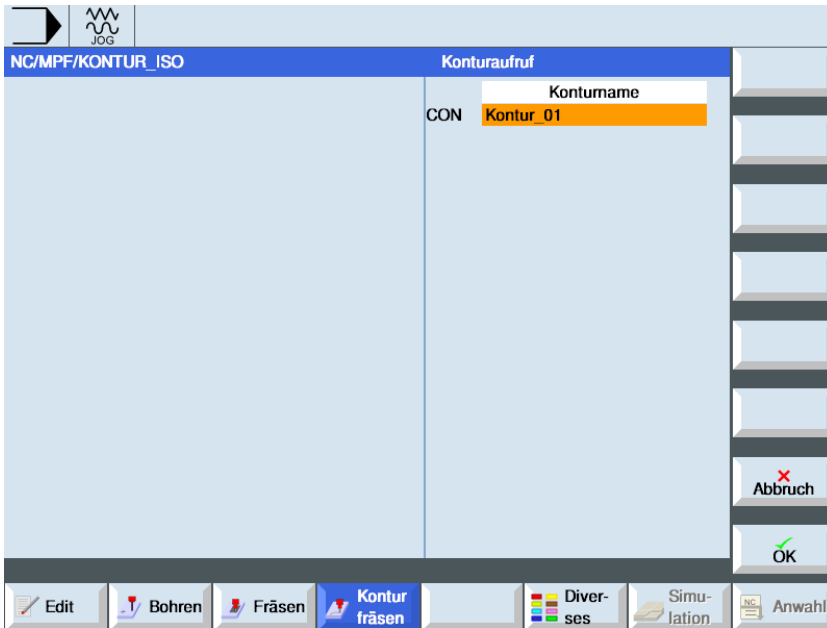 JOG
NC/MPF/KONTUR_ISO
Konturaufruf
Konturname
CON Kontur_01
Abbruch
OK
Edit
Bohren
Fräsen
Kontur
fräsen
Diver-
ses
Simu-
lation
NC
Anwahl